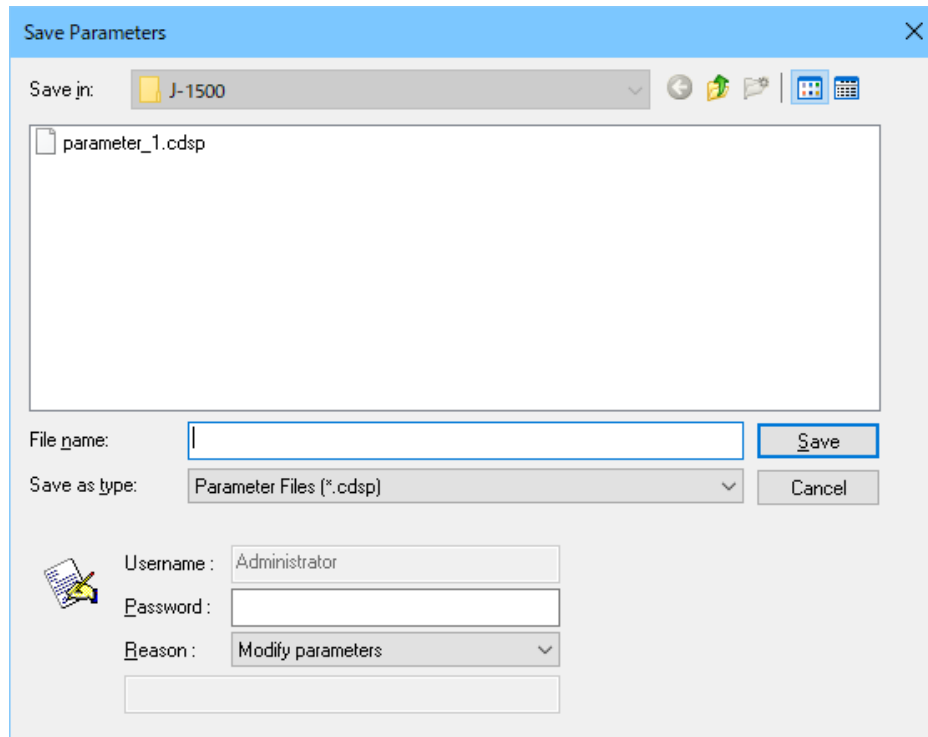 Save Parameters
Save in: J-1500
parameter_1.cdsp
File name: Save
Save as type: Parameter Files (*.cdsp) Cancel
Username : Administrator
Password :
Reason : Modify parameters